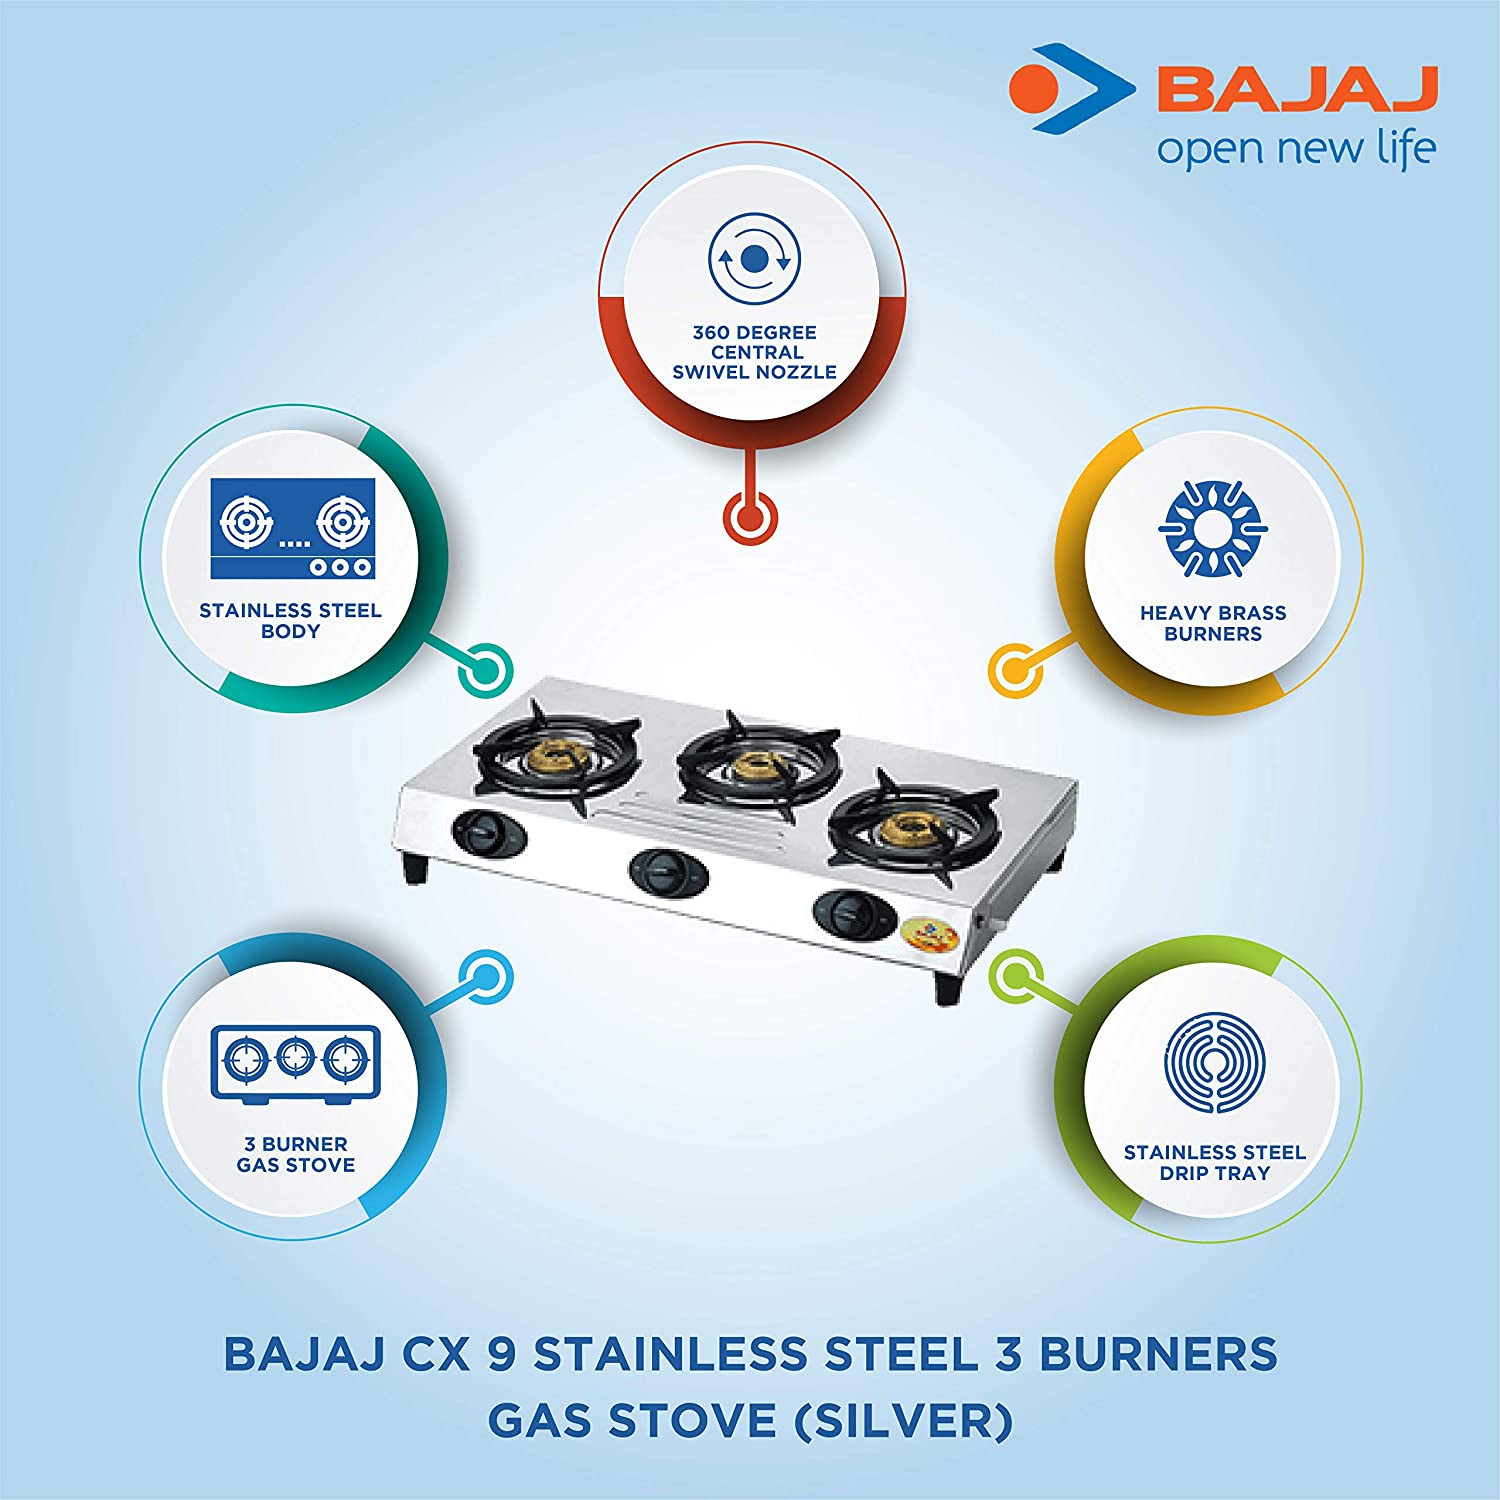 BAJAJ
open new life
360 DEGREE
CENTRAL
SWIVEL NOZZLE
STAINLESS STEEL
BODY
HEAVY BRASS
BURNERS
3 BURNER
GAS STOVE
STAINLESS STEEL
DRIP TRAY
BAJAJ CX 9 STAINLESS STEEL 3 BURNERS
GAS STOVE (SILVER)